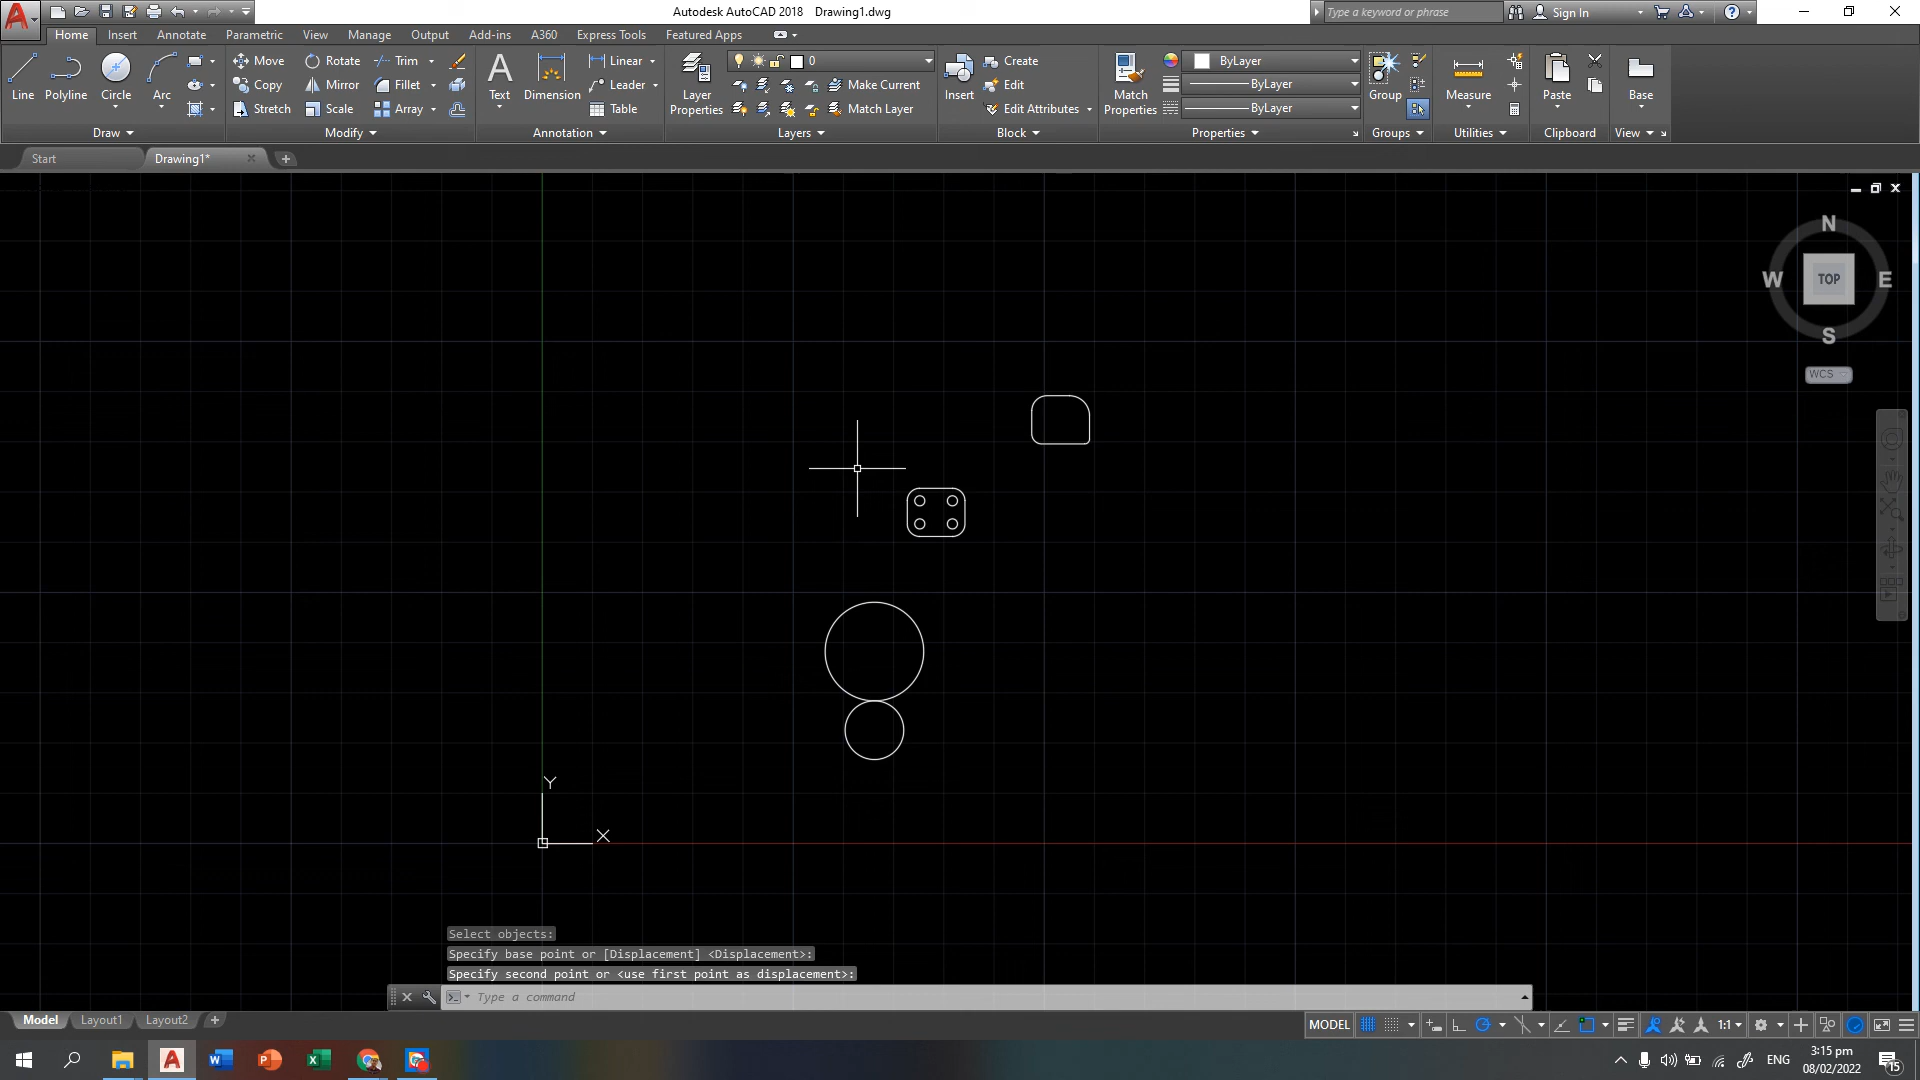 Autodesk AutoCAD 2018 Drawing1.dwg
Type a keyword or phrase
Sign In
Home Insert Annotate Parametric View Manage Output Add-ins A360 Express Tools Featured Apps
Line Polyline Circle Arc
Move Rotate Trim
Copy Mirror Fillet
Stretch Scale Array
Text Dimension
Linear
Leader
Table
Layer Properties
0
Make Current
Match Layer
Insert
Create
Edit
Edit Attributes
Match Properties
ByLayer
ByLayer
ByLayer
Group
Measure
Paste
Base
Draw Modify Annotation Layers Block Properties Groups Utilities Clipboard View
Start Drawing1*
N
W TOP E
S
WCS
Y
X
Select objects:
Specify base point or [Displacement] <Displacement>:
Specify second point or <use first point as displacement>:
Type a command
Model Layout1 Layout2
MODEL 1:1
ENG
3:15 pm
08/02/2022
15